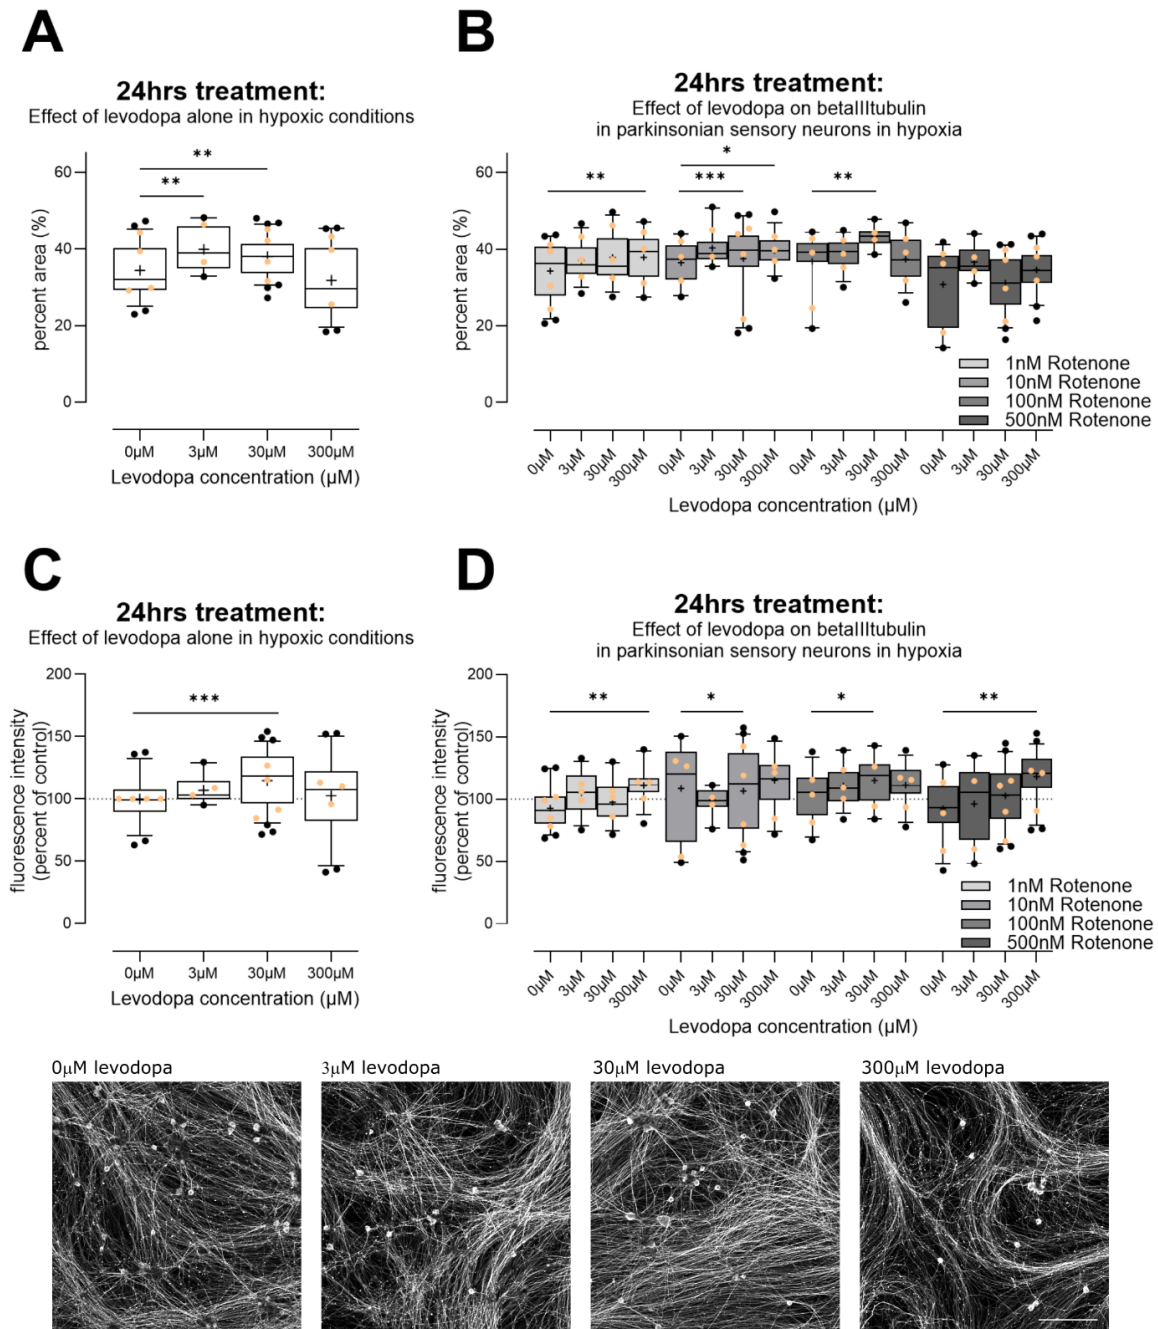 A
24hrs treatment:
Effect of levodopa alone in hypoxic conditions
percent area (%)
60
40
20
0
**
**
0µM 3µM 30µM 300µM
Levodopa concentration (µM)
B
24hrs treatment:
Effect of levodopa on betaIIItubulin
in parkinsonian sensory neurons in hypoxia
percent area (%)
60
40
20
0
*
** *** **
1nM Rotenone
10nM Rotenone
100nM Rotenone
500nM Rotenone
0µM 3µM 30µM 300µM 0µM 3µM 30µM 300µM 0µM 3µM 30µM 300µM 0µM 3µM 30µM 300µM
Levodopa concentration (µM)
C
24hrs treatment:
Effect of levodopa alone in hypoxic conditions
fluorescence intensity
(percent of control)
200
150
100
50
0
***
0µM 3µM 30µM 300µM
Levodopa concentration (µM)
D
24hrs treatment:
Effect of levodopa on betaIIItubulin
in parkinsonian sensory neurons in hypoxia
fluorescence intensity
(percent of control)
200
150
100
50
0
** * * **
1nM Rotenone
10nM Rotenone
100nM Rotenone
500nM Rotenone
0µM 3µM 30µM 300µM 0µM 3µM 30µM 300µM 0µM 3µM 30µM 300µM 0µM 3µM 30µM 300µM
Levodopa concentration (µM)
0µM levodopa 3µM levodopa 30µM levodopa 300µM levodopa